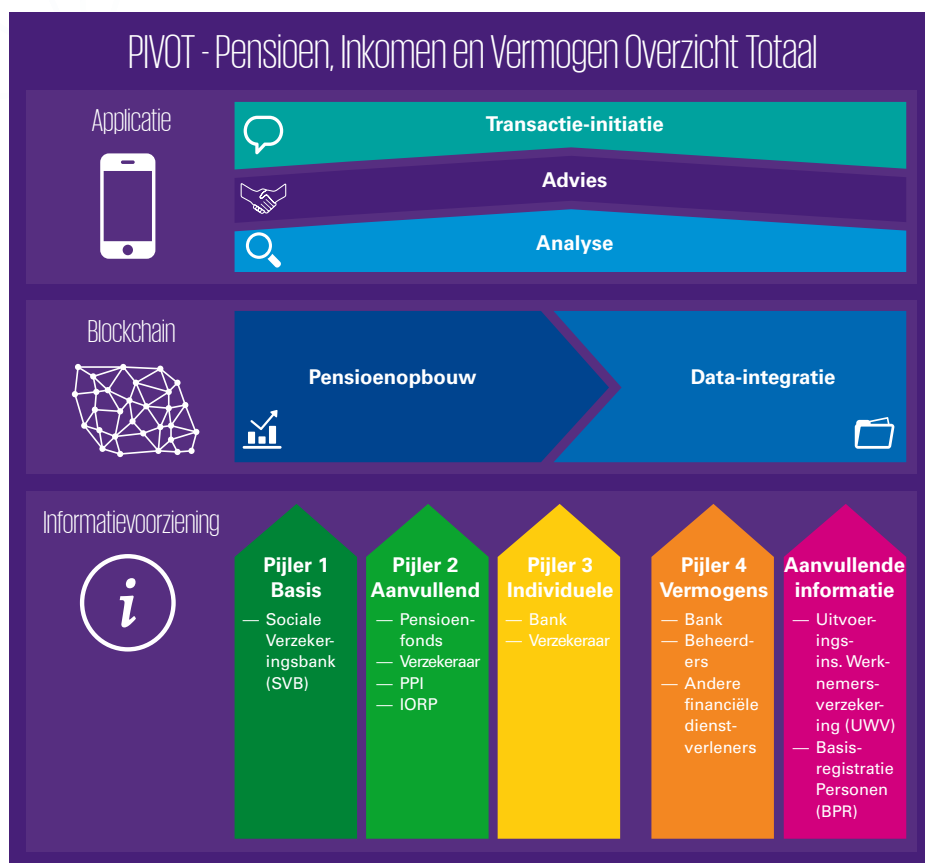 PIVOT - Pensioen, Inkomen en Vermogen Overzicht Totaal
Applicatie
Transactie-initiatie
Advies
Analyse
Blockchain
Pensioenopbouw
Data-integratie
Informatievoorziening
i
Pijler 1
Basis
— Sociale
Verzeker-
ingsbank
(SVB)
Pijler 2
Aanvullend
— Pensioen-
fonds
— Verzekeraar
— PPI
— IORP
Pijler 3
Individuele
— Bank
— Verzekeraar
Pijler 4
Vermogens
— Bank
— Beheerd-
ers
— Andere
financiële
dienst-
verleners
Aanvullende
informatie
— Uitvoer-
ings-
ins. Werk-
nemers-
verzeker-
ing (UWV)
— Basis-
registratie
Personen
(BPR)